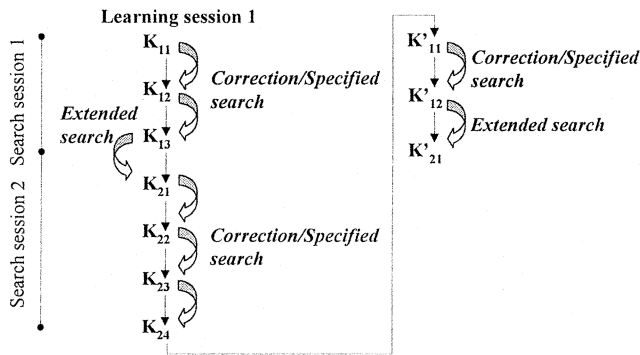 Learning session 1
Search session 1
Search session 2
K₁₁
K₁₂
K₁₃
K₂₁
K₂₂
K₂₃
K₂₄
Correction/Specified
search
Extended
search
Correction/Specified
search
K'₁₁
K'₁₂
K'₂₁
Correction/Specified
search
Extended search